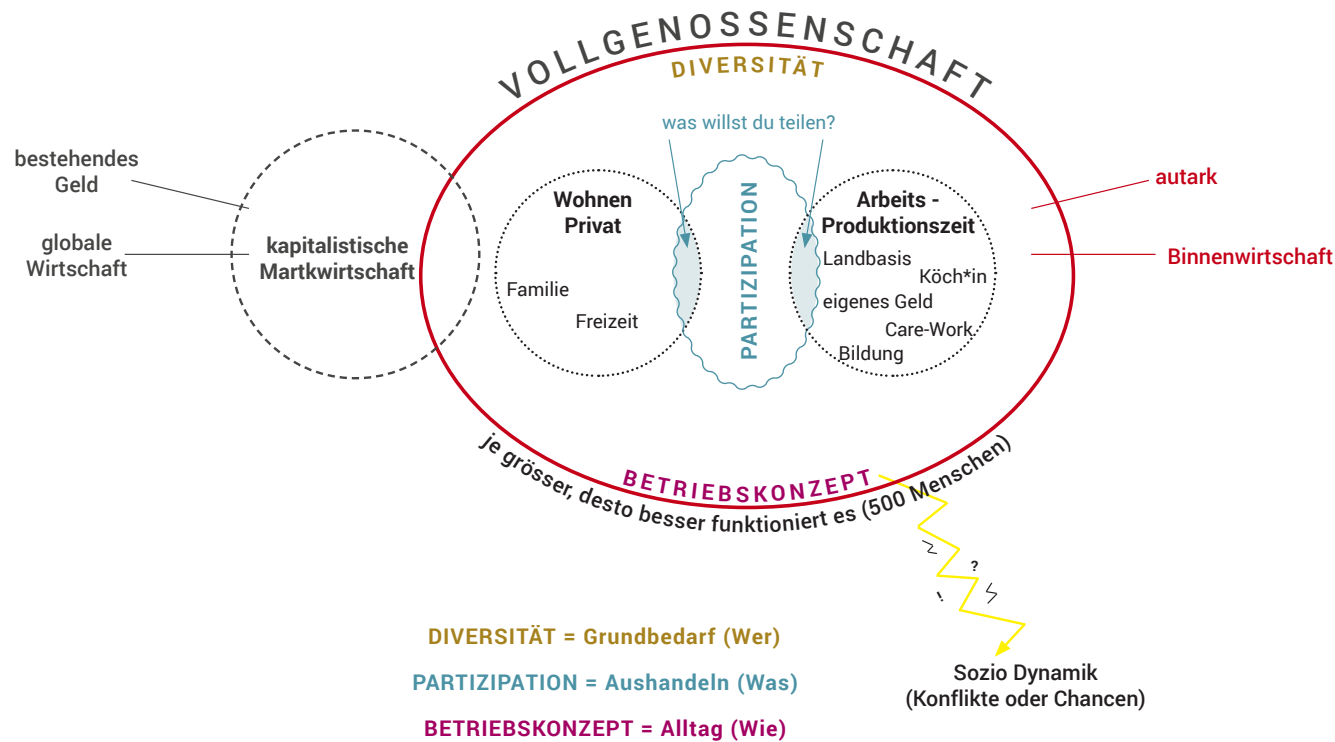 VOLLGENOSSENSCHAFT
DIVERSITÄT
was willst du teilen?
bestehendes
Geld
globale
Wirtschaft
kapitalistische
Martkwirtschaft
Wohnen
Privat
Familie
Freizeit
PARTIZIPATION
Arbeits -
Produktionszeit
Landbasis
Köch*in
eigenes Geld
Care-Work
Bildung
autark
Binnenwirtschaft
BETRIEBSKONZEPT
je grösser, desto besser funktioniert es (500 Menschen)
?
!
Sozio Dynamik
(Konflikte oder Chancen)
DIVERSITÄT = Grundbedarf (Wer)
PARTIZIPATION = Aushandeln (Was)
BETRIEBSKONZEPT = Alltag (Wie)